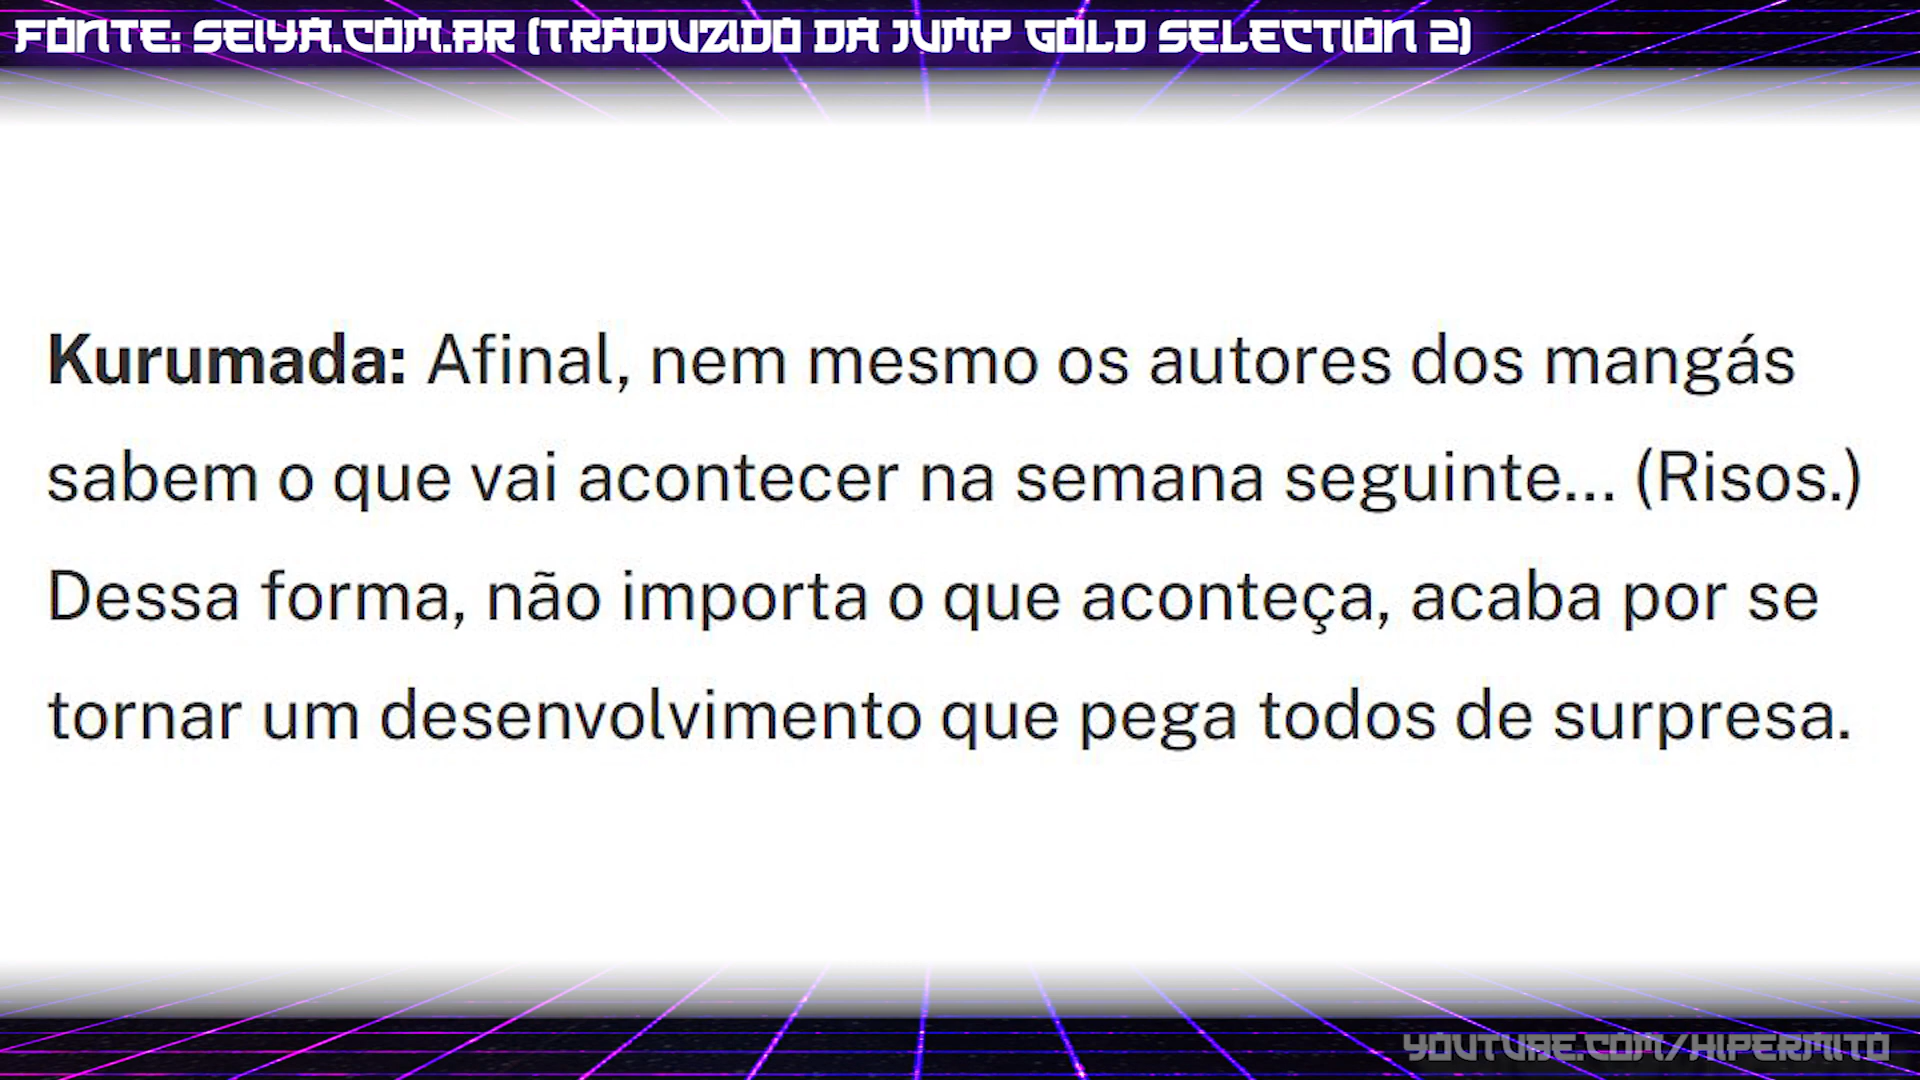 FONTE: SEIYA.COM.BR (TRADUZIDO DA JUMP GOLD SELECTION 2)
Kurumada: Afinal, nem mesmo os autores dos mangás
sabem o que vai acontecer na semana seguinte... (Risos.)
Dessa forma, não importa o que aconteça, acaba por se
tornar um desenvolvimento que pega todos de surpresa.
YOUTUBE.COM/HIPERMITO